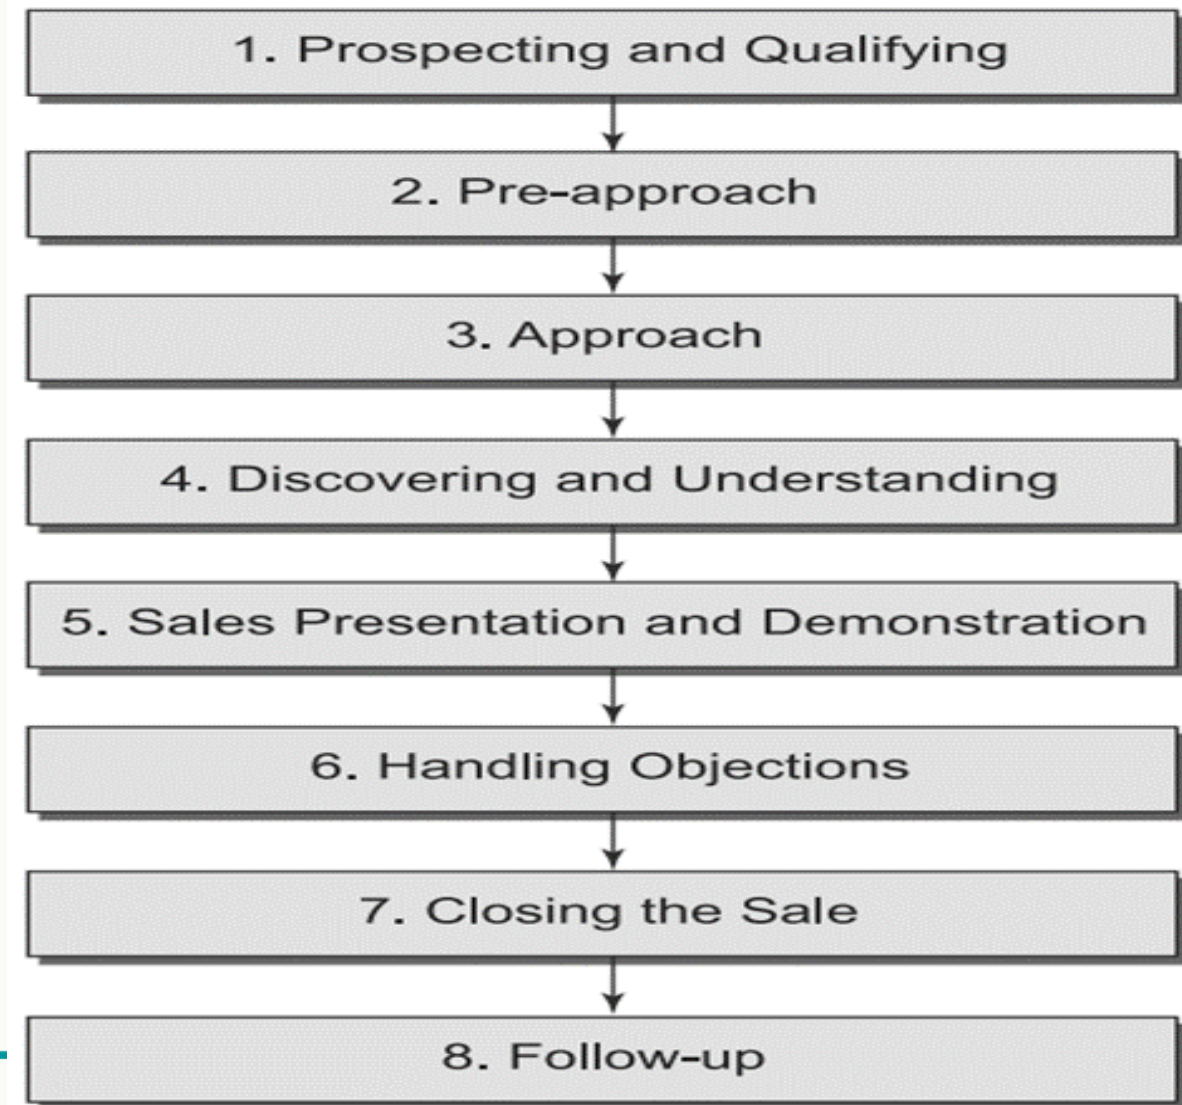 1. Prospecting and Qualifying
2. Pre-approach
3. Approach
4. Discovering and Understanding
5. Sales Presentation and Demonstration
6. Handling Objections
7. Closing the Sale
8. Follow-up